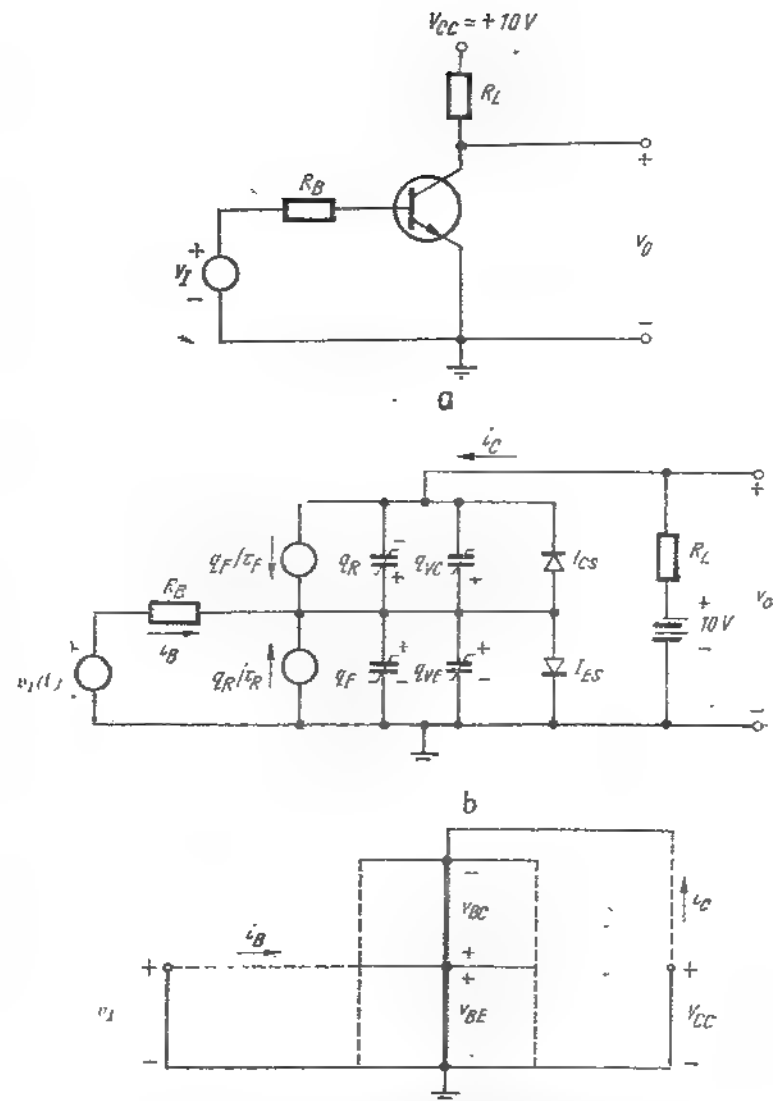 V_CC = +10V
R_L
+
R_B
+
V_I
−
v_O
−
a
i_C
+
q_F/τ_F
−
q_R
+
q_VC
+
I_CS
R_L
R_B
v_o
+
10 V
−
i_B
q_R/τ_R
q_F
+
−
q_VE
+
−
I_ES
−
b
−
v_BC
i_C
i_B
+
+
+
+
v_BE
V_CC
−
−